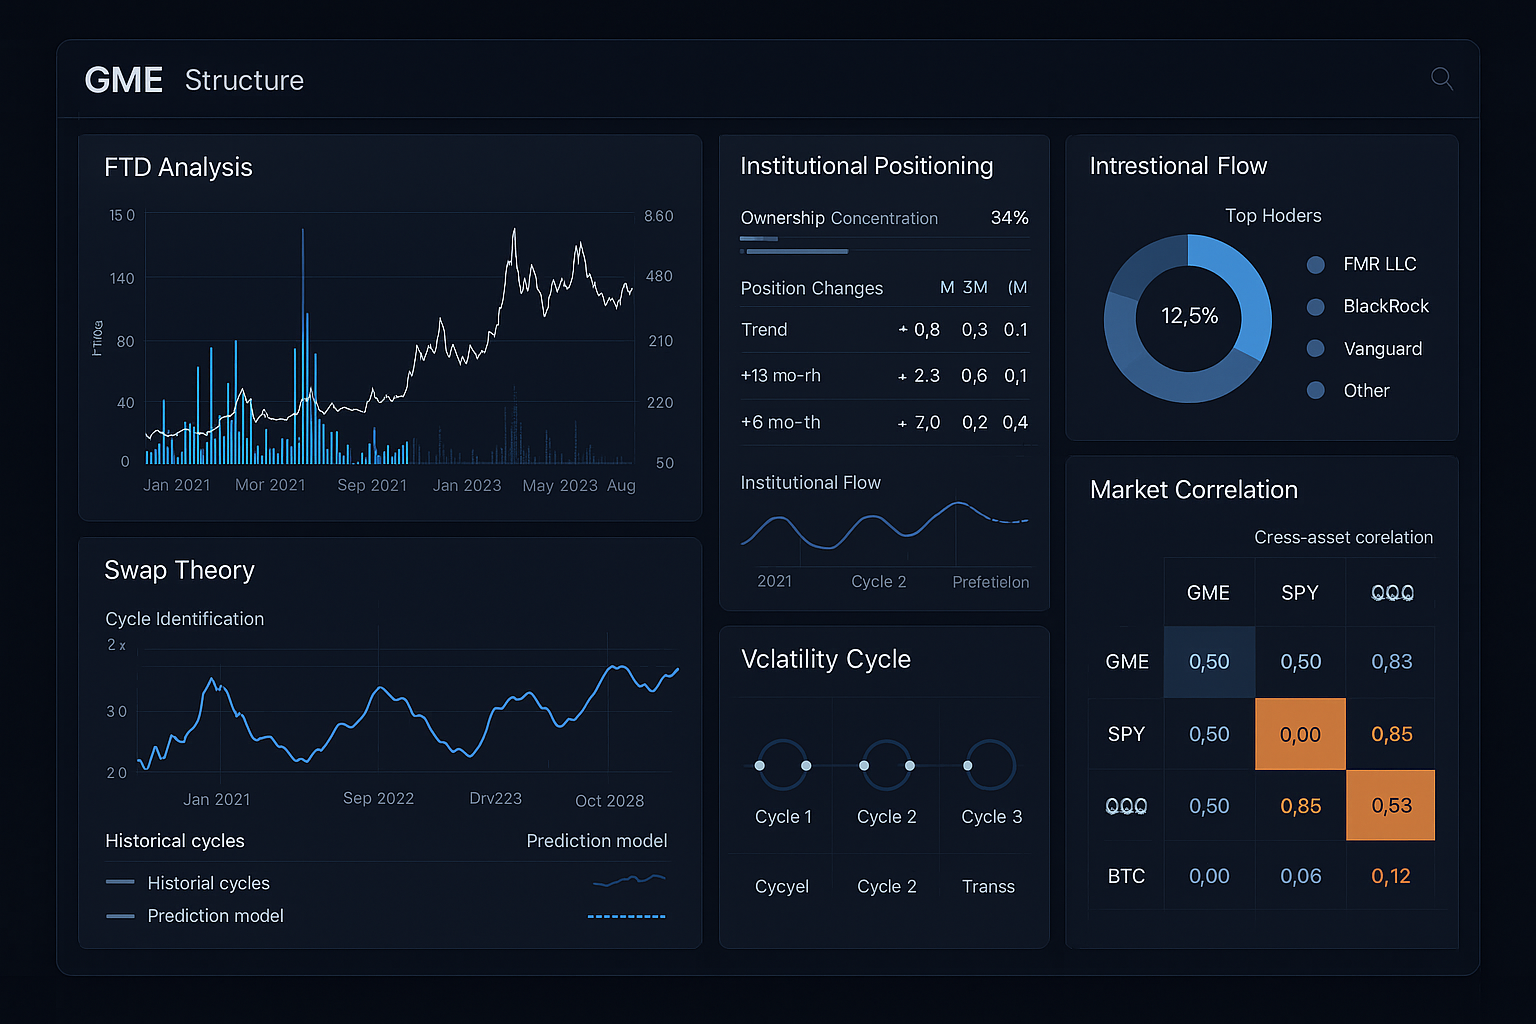 GME Structure
FTD Analysis
15 0
140
80
40
0
8.60
480
210
220
50
Jan 2021 Mor 2021 Sep 2021 Jan 2023 May 2023 Aug
Swap Theory
Cycle Identification
2 x
3 0
2 0
Jan 2021 Sep 2022 Drv223 Oct 2028
Historical cycles Prediction model
Historial cycles
Prediction model
Institutional Positioning
Ownership Concentration 34%
Position Changes M 3M (M
Trend + 0,8 0,3 0.1
+13 mo-rh + 2.3 0,6 0,1
+6 mo-th + 7,0 0,2 0,4
Institutional Flow
2021 Cycle 2 Prefetielon
Vclatility Cycle
Cycle 1 Cycle 2 Cycle 3
Cycyel Cycle 2 Transs
Intrestional Flow
Top Hoders
12,5%
FMR LLC
BlackRock
Vanguard
Other
Market Correlation
Cress-asset corelation
GME SPY QQQ
GME 0,50 0,50 0,83
SPY 0,50 0,00 0,85
QQQ 0,50 0,85 0,53
BTC 0,00 0,06 0,12